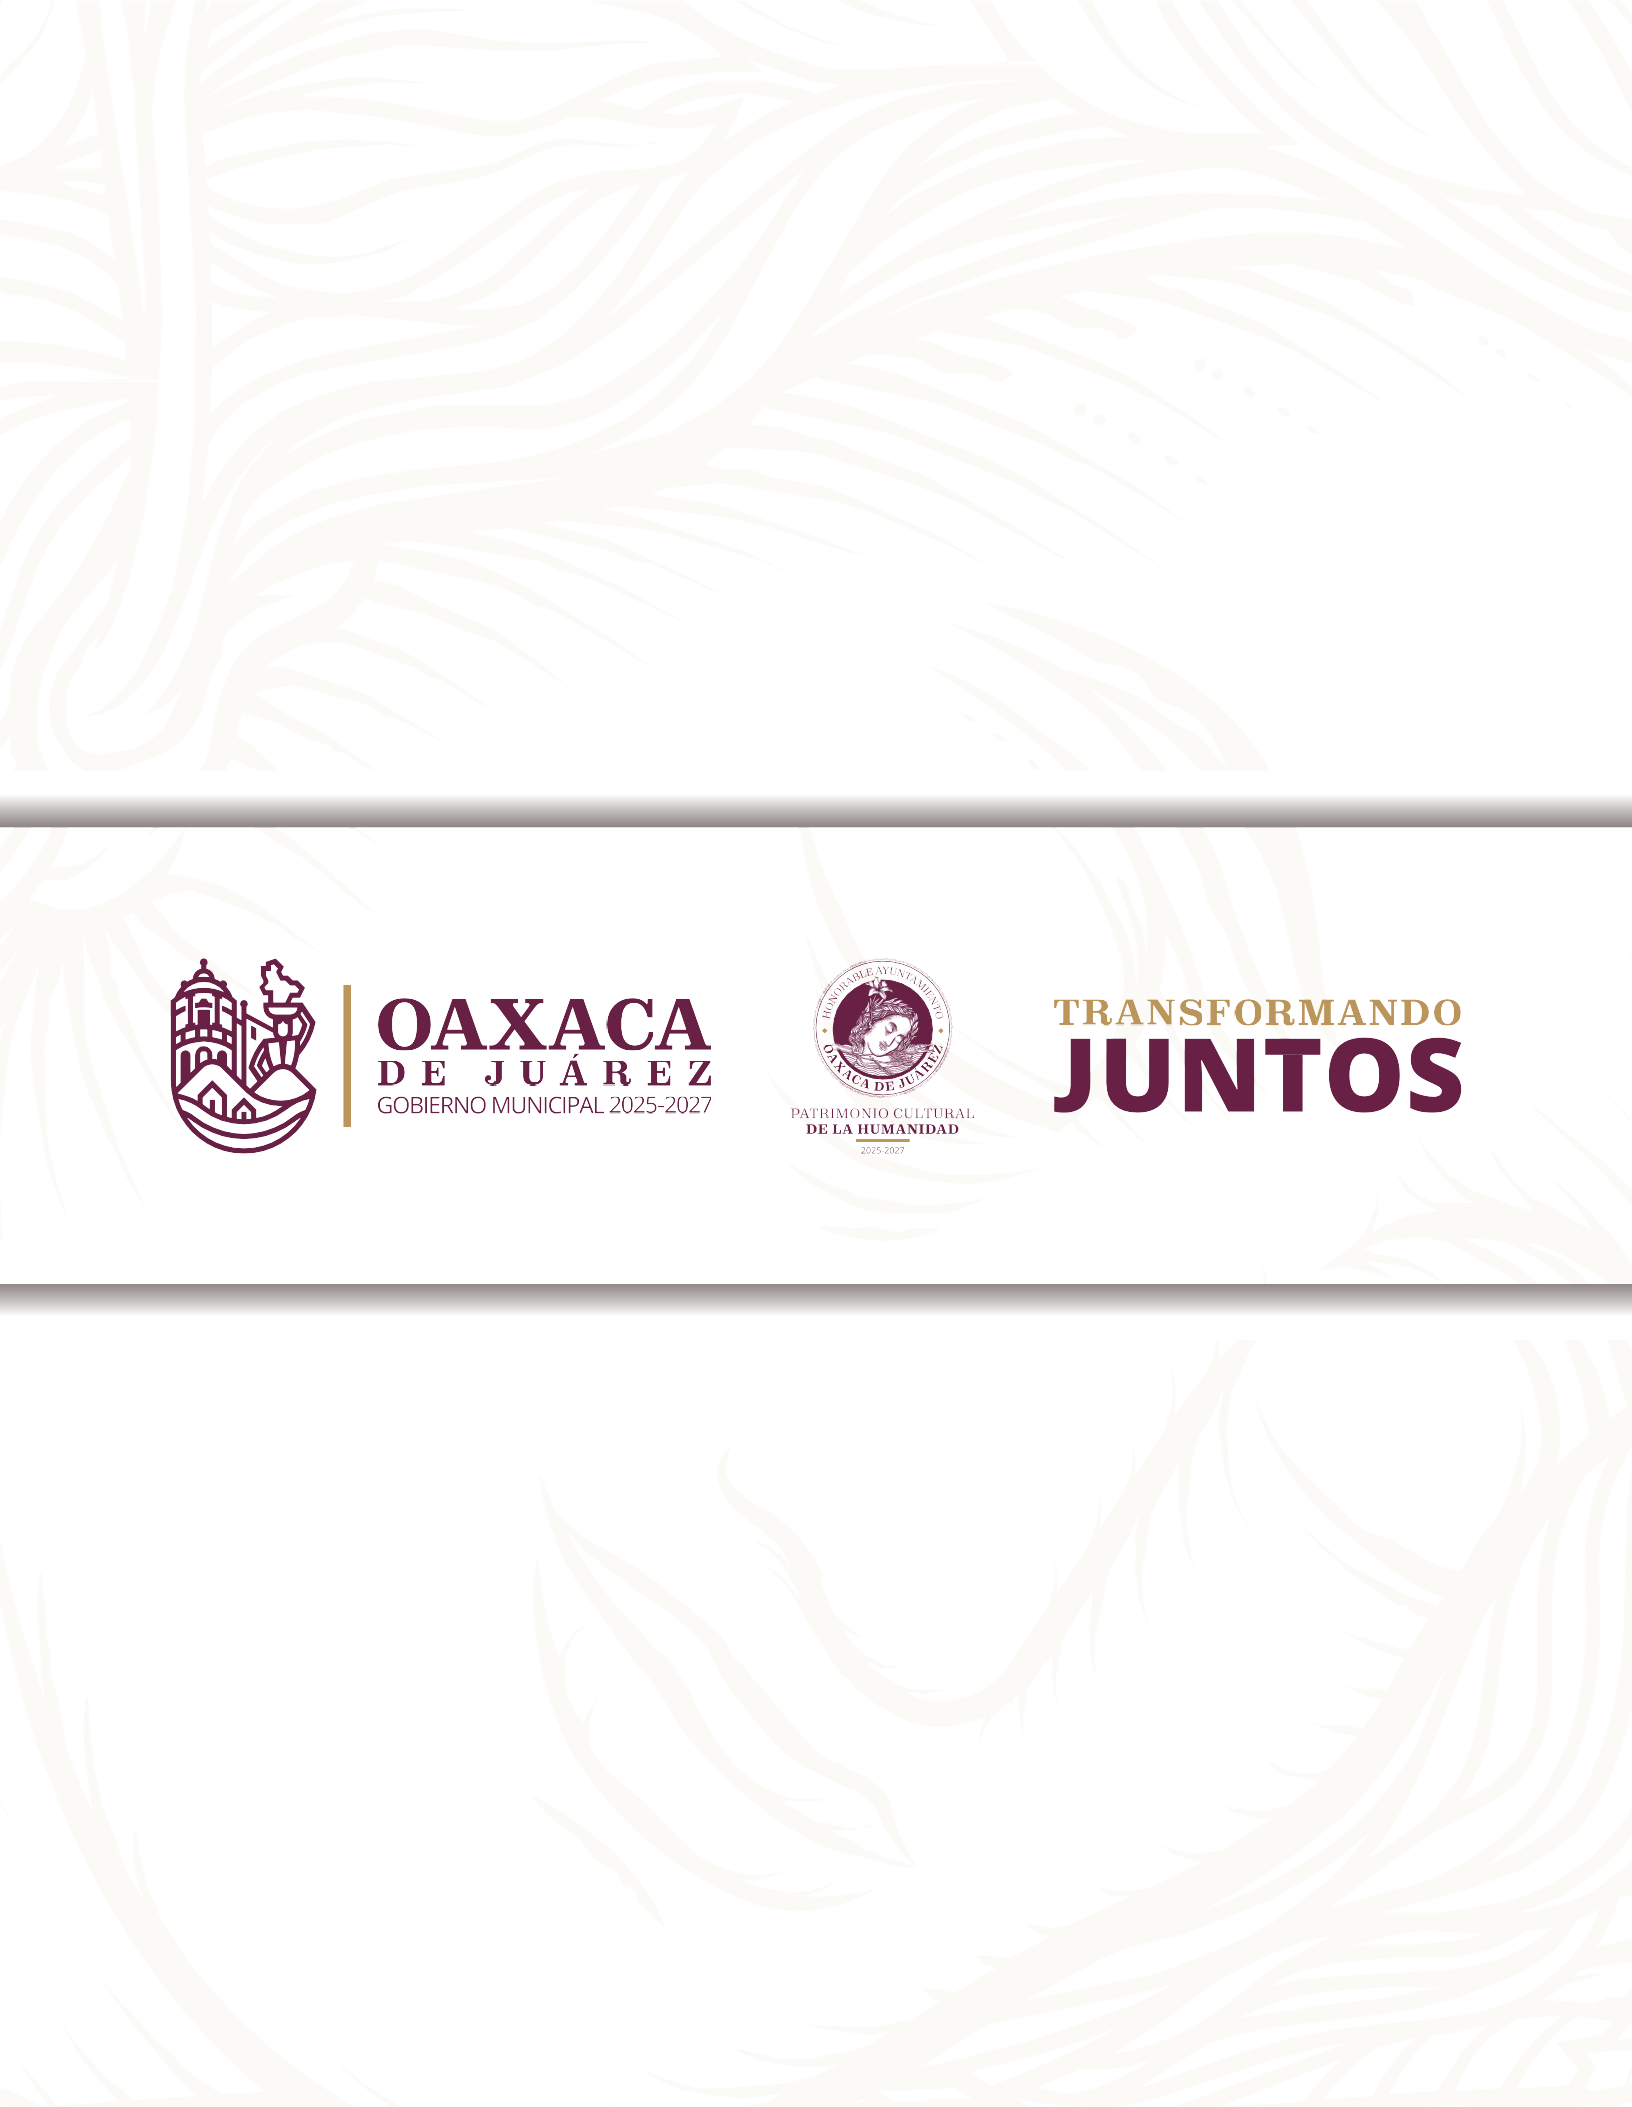 OAXACA
DE JUÁREZ
GOBIERNO MUNICIPAL 2025-2027
HONORABLE AYUNTAMIENTO
OAXACA DE JUÁREZ
PATRIMONIO CULTURAL
DE LA HUMANIDAD
2025-2027
TRANSFORMANDO
JUNTOS